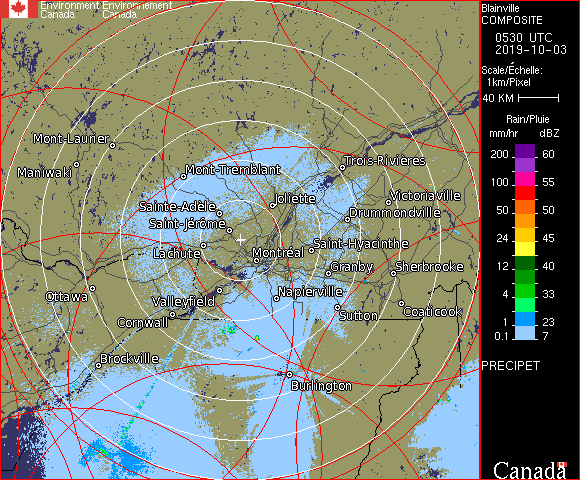 Environment Environnement
Canada Canada
Blainville
COMPOSITE
0530 UTC
2019-10-03
Scale/Échelle:
1km/Pixel
40 KM
Rain/Pluie
mm/hr dBZ
200 60
150 57
100 55
50 50
24 45
12 40
4 33
1 23
0.1 7
PRECIPET
Canada
Mont-Laurier
Maniwaki
Mont-Tremblant
Trois-Rivières
Joliette
Victoriaville
Sainte-Adèle
Drummondville
Saint-Jérôme
Saint-Hyacinthe
Lachute
Montréal
Granby
Sherbrooke
Ottawa
Valleyfield
Napierville
Cornwall
Sutton
Coaticook
Brockville
Burlington